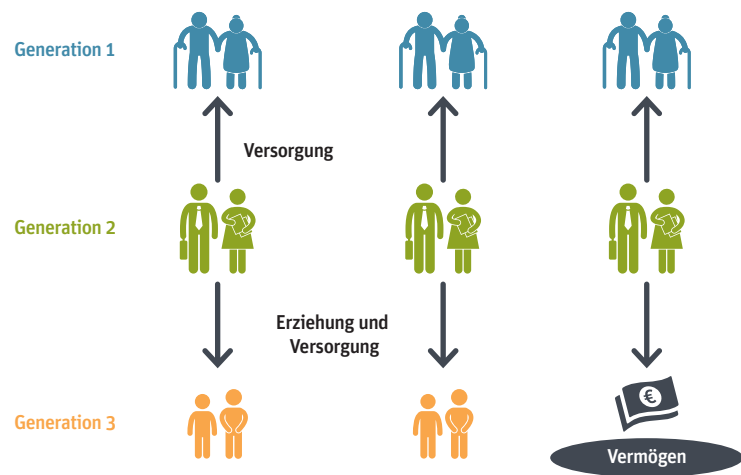 Generation 1
Versorgung
Generation 2
Erziehung und
Versorgung
Generation 3
€
Vermögen